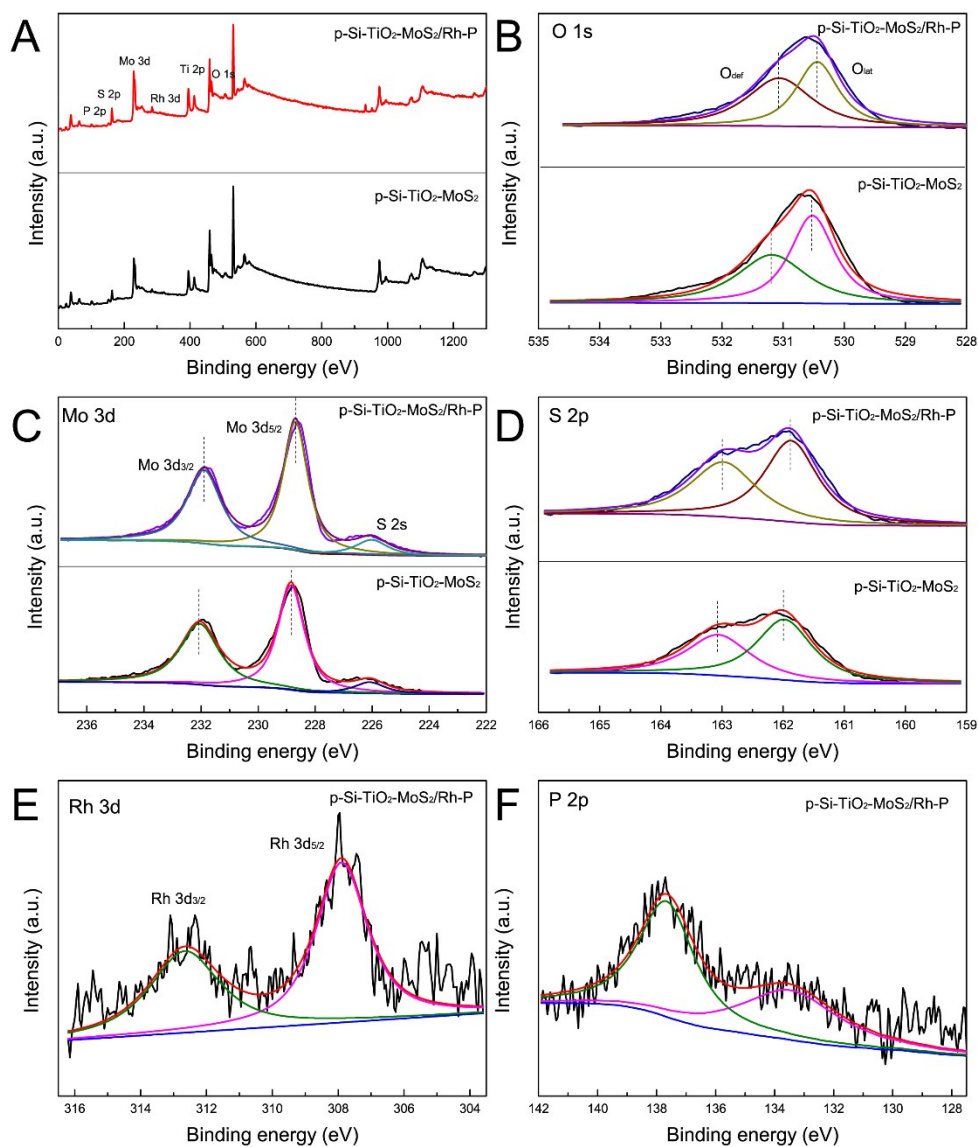 A
p-Si-TiO₂-MoS₂/Rh-P
Mo 3d
Ti 2p
O 1s
S 2p
Rh 3d
P 2p
p-Si-TiO₂-MoS₂
Intensity (a.u.)
0 200 400 600 800 1000 1200
Binding energy (eV)
B
O 1s
p-Si-TiO₂-MoS₂/Rh-P
Odef
Olat
p-Si-TiO₂-MoS₂
Intensity (a.u.)
Intensity (a.u.)
535 534 533 532 531 530 529 528
Binding energy (eV)
C
Mo 3d
p-Si-TiO₂-MoS₂/Rh-P
Mo 3d5/2
Mo 3d3/2
S 2s
p-Si-TiO₂-MoS₂
Intensity (a.u.)
Intensity (a.u.)
236 234 232 230 228 226 224 222
Binding energy (eV)
D
S 2p
p-Si-TiO₂-MoS₂/Rh-P
p-Si-TiO₂-MoS₂
Intensity (a.u.)
Intensity (a.u.)
166 165 164 163 162 161 160 159
Binding energy (eV)
E
Rh 3d
p-Si-TiO₂-MoS₂/Rh-P
Rh 3d5/2
Rh 3d3/2
Intensity (a.u.)
316 314 312 310 308 306 304
Binding energy (eV)
F
P 2p
p-Si-TiO₂-MoS₂/Rh-P
Intensity (a.u.)
142 140 138 136 134 132 130 128
Binding energy (eV)